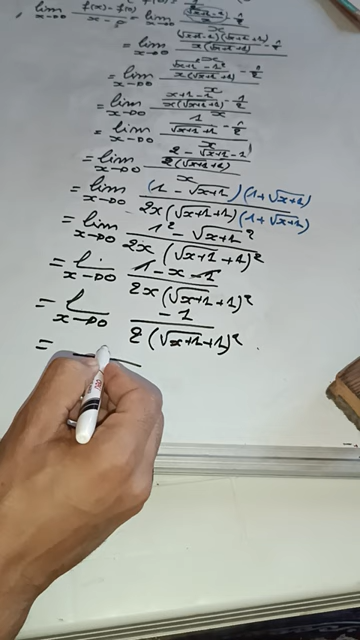 lim x→0 f(x) - f(0) / x - 0 = lim x→0 (√x+1 - 1)/x - 1/2 / x
= lim x→0 (√x+1 - 1)(√x+1 + 1) / x(√x+1 + 1) - 1/2 / x
= lim x→0 √x+1² - 1² / x(√x+1 + 1) - 1/2 / x
= lim x→0 x+1-1 / x(√x+1 + 1) - 1/2 / x
= lim x→0 1 / √x+1 + 1 - 1/2 / x
= lim x→0 2 - √x+1 - 1 / 2(√x+1 + 1) / x
= lim x→0 (1 - √x+1)(1 + √x+1) / 2x(√x+1 + 1)(1 + √x+1)
= lim x→0 1² - √x+1² / 2x(√x+1 + 1)²
= li x→0 1 - x - 1 / 2x(√x+1 + 1)²
= l x→0 - 1 / 2(√x+1 + 1)²
=